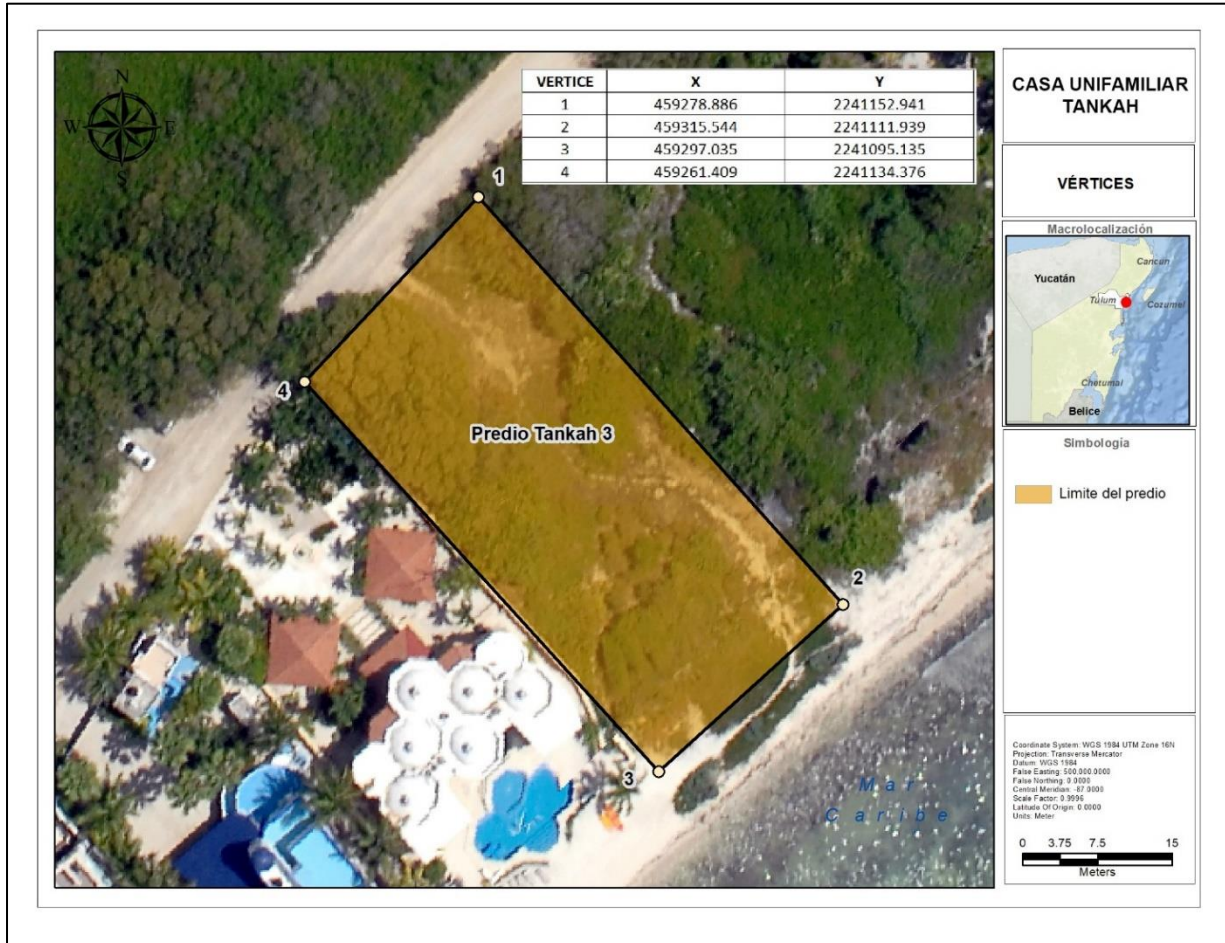 N
W E
S
VERTICE X Y
1 459278.886 2241152.941
2 459315.544 2241111.939
3 459297.035 2241095.135
4 459261.409 2241134.376
1
4
Predio Tankah 3
2
3
Mar
Caribe
CASA UNIFAMILIAR
TANKAH
VÉRTICES
Macrolocalización
Cancun
Yucatán
Tulum
Cozumel
Chetumal
Belice
Simbología
Limite del predio
Coordinate System: WGS 1984 UTM Zone 16N
Projection: Transverse Mercator
Datum: WGS 1984
False Easting: 500,000.0000
False Northing: 0.0000
Central Meridian: -87.0000
Scale Factor: 0.9996
Latitude Of Origin: 0.0000
Units: Meter
0 3.75 7.5 15
Meters